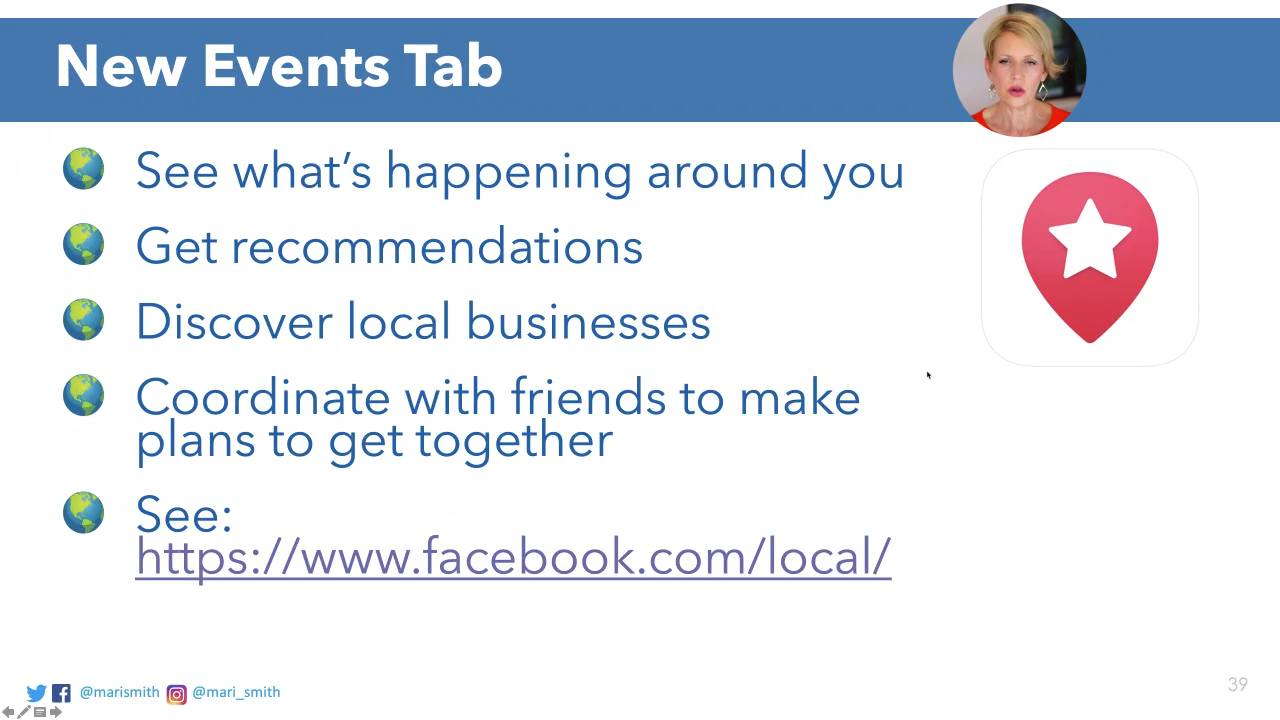 New Events Tab
See what’s happening around you
Get recommendations
Discover local businesses
Coordinate with friends to make
plans to get together
See:
https://www.facebook.com/local/
@marismith @mari_smith
39